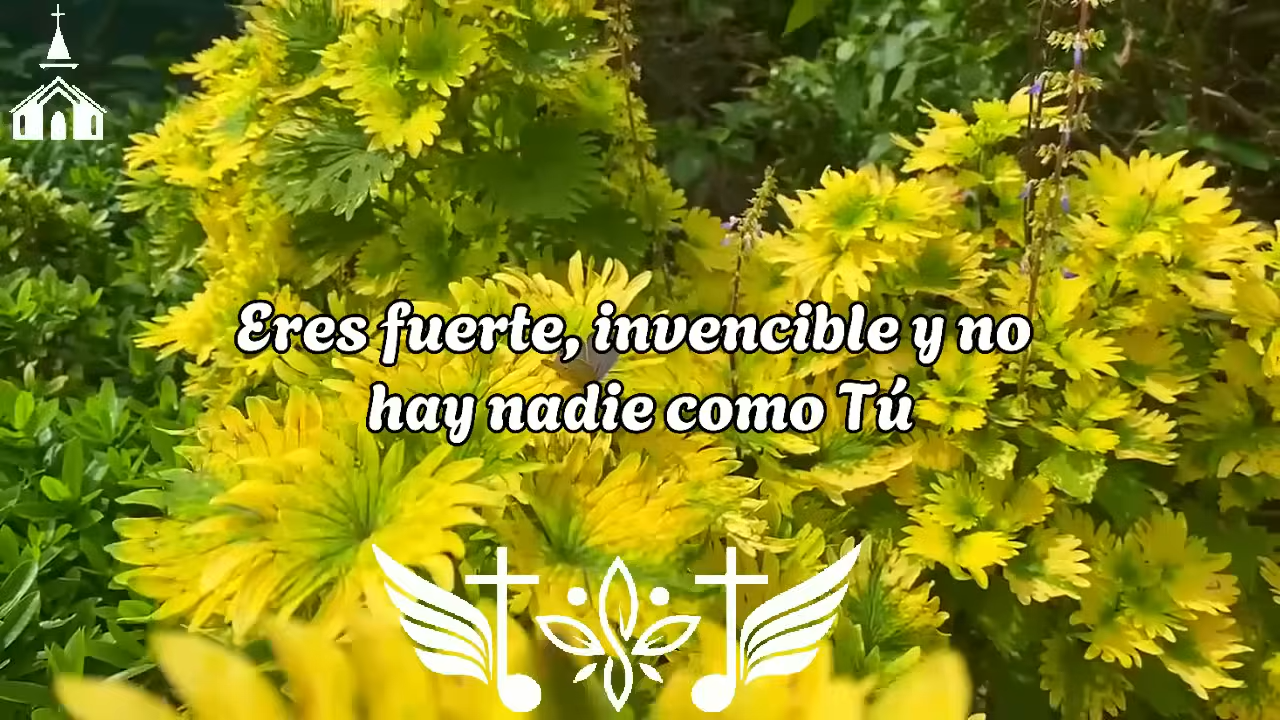 Eres fuerte, invencible y no
hay nadie como Tú